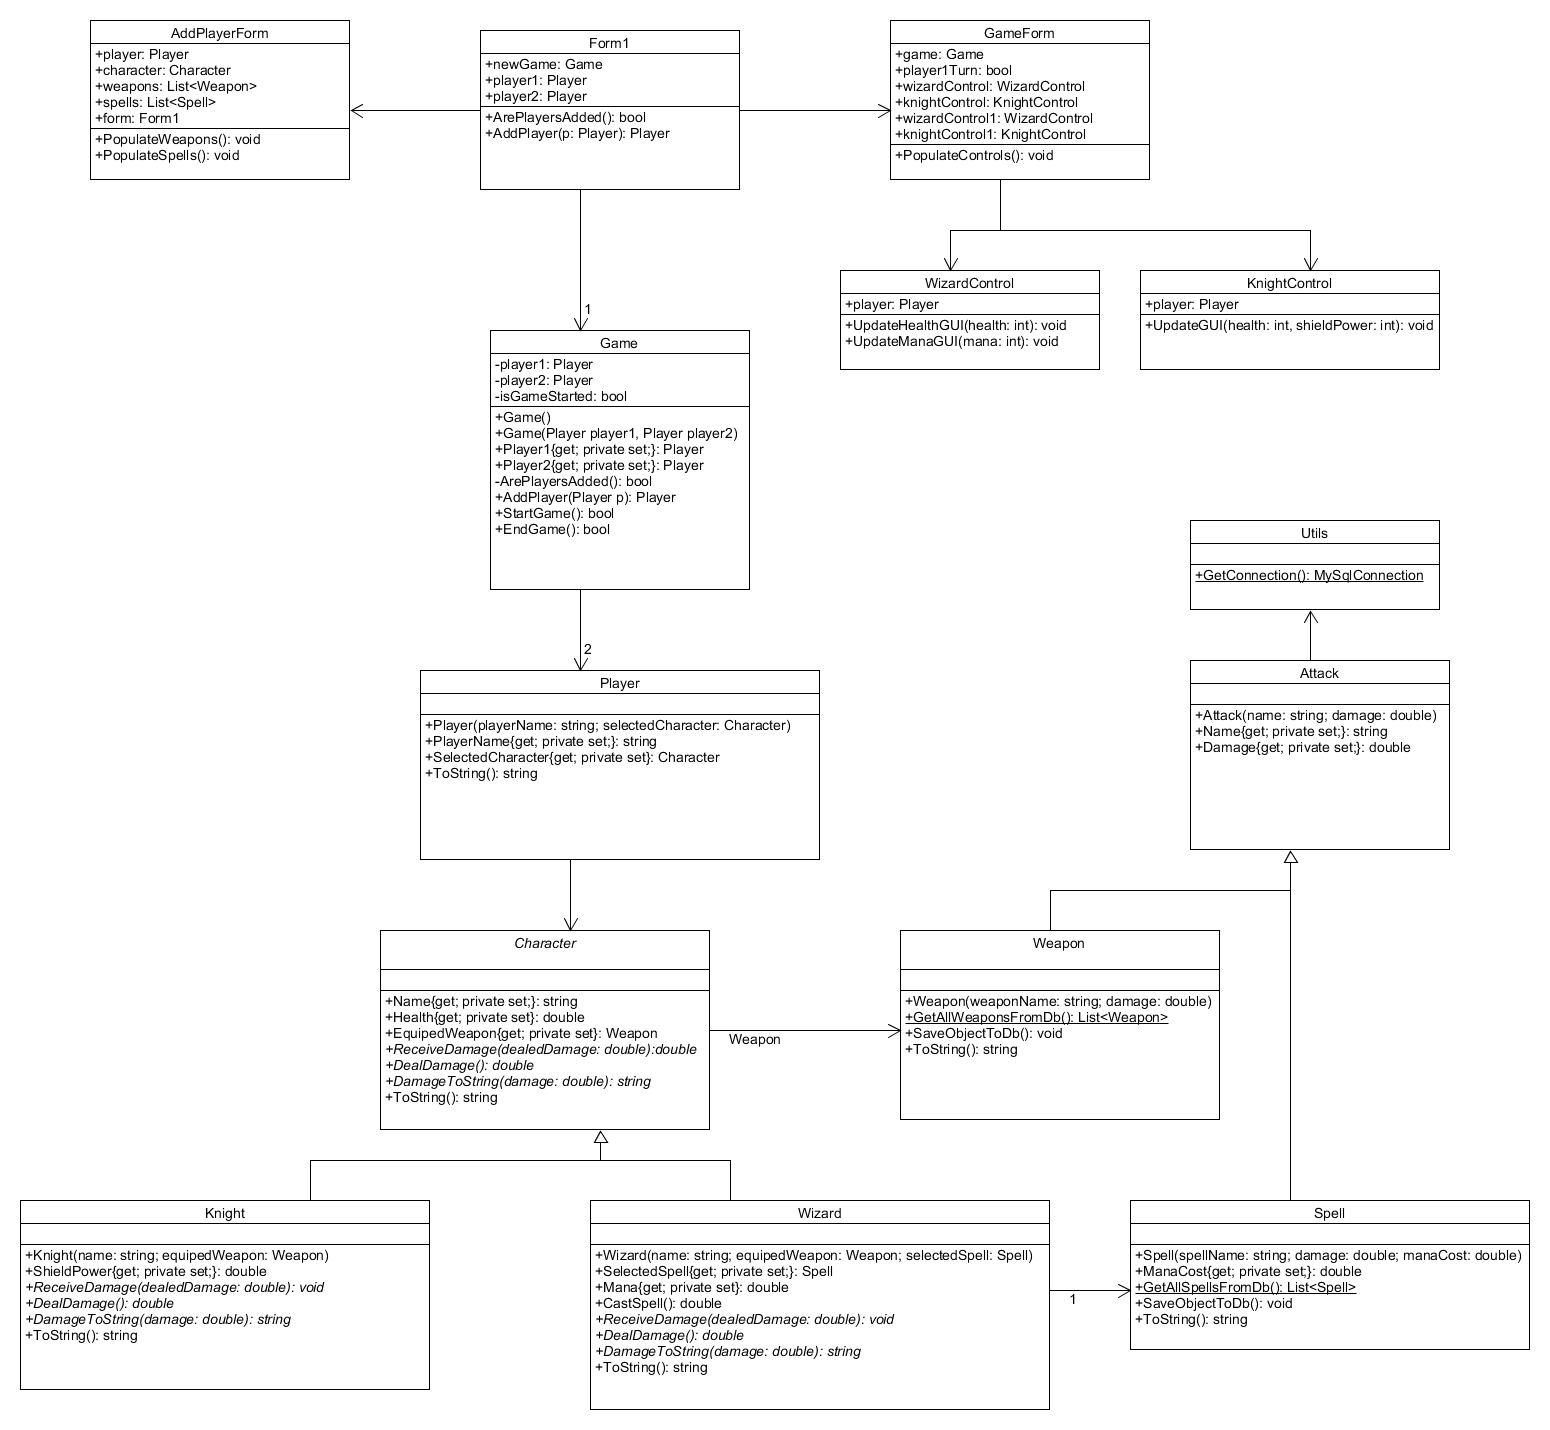 AddPlayerForm
+player: Player
+character: Character
+weapons: List<Weapon>
+spells: List<Spell>
+form: Form1
+PopulateWeapons(): void
+PopulateSpells(): void
Form1
+newGame: Game
+player1: Player
+player2: Player
+ArePlayersAdded(): bool
+AddPlayer(p: Player): Player
GameForm
+game: Game
+player1Turn: bool
+wizardControl: WizardControl
+knightControl: KnightControl
+wizardControl1: WizardControl
+knightControl1: KnightControl
+PopulateControls(): void
WizardControl
+player: Player
+UpdateHealthGUI(health: int): void
+UpdateManaGUI(mana: int): void
KnightControl
+player: Player
+UpdateGUI(health: int, shieldPower: int): void
1
Game
-player1: Player
-player2: Player
-isGameStarted: bool
+Game()
+Game(Player player1, Player player2)
+Player1{get; private set;}: Player
+Player2{get; private set;}: Player
-ArePlayersAdded(): bool
+AddPlayer(Player p): Player
+StartGame(): bool
+EndGame(): bool
Utils
+GetConnection(): MySqlConnection
2
Player
+Player(playerName: string; selectedCharacter: Character)
+PlayerName{get; private set;}: string
+SelectedCharacter{get; private set}: Character
+ToString(): string
Attack
+Attack(name: string; damage: double)
+Name{get; private set;}: string
+Damage{get; private set;}: double
Character
+Name{get; private set;}: string
+Health{get; private set}: double
+EquipedWeapon{get; private set}: Weapon
+ReceiveDamage(dealedDamage: double):double
+DealDamage(): double
+DamageToString(damage: double): string
+ToString(): string
Weapon
Weapon
+Weapon(weaponName: string; damage: double)
+GetAllWeaponsFromDb(): List<Weapon>
+SaveObjectToDb(): void
+ToString(): string
Knight
+Knight(name: string; equipedWeapon: Weapon)
+ShieldPower{get; private set;}: double
+ReceiveDamage(dealedDamage: double): void
+DealDamage(): double
+DamageToString(damage: double): string
+ToString(): string
Wizard
+Wizard(name: string; equipedWeapon: Weapon; selectedSpell: Spell)
+SelectedSpell{get; private set;}: Spell
+Mana{get; private set}: double
+CastSpell(): double
+ReceiveDamage(dealedDamage: double): void
+DealDamage(): double
+DamageToString(damage: double): string
+ToString(): string
1
Spell
+Spell(spellName: string; damage: double; manaCost: double)
+ManaCost{get; private set;}: double
+GetAllSpellsFromDb(): List<Spell>
+SaveObjectToDb(): void
+ToString(): string